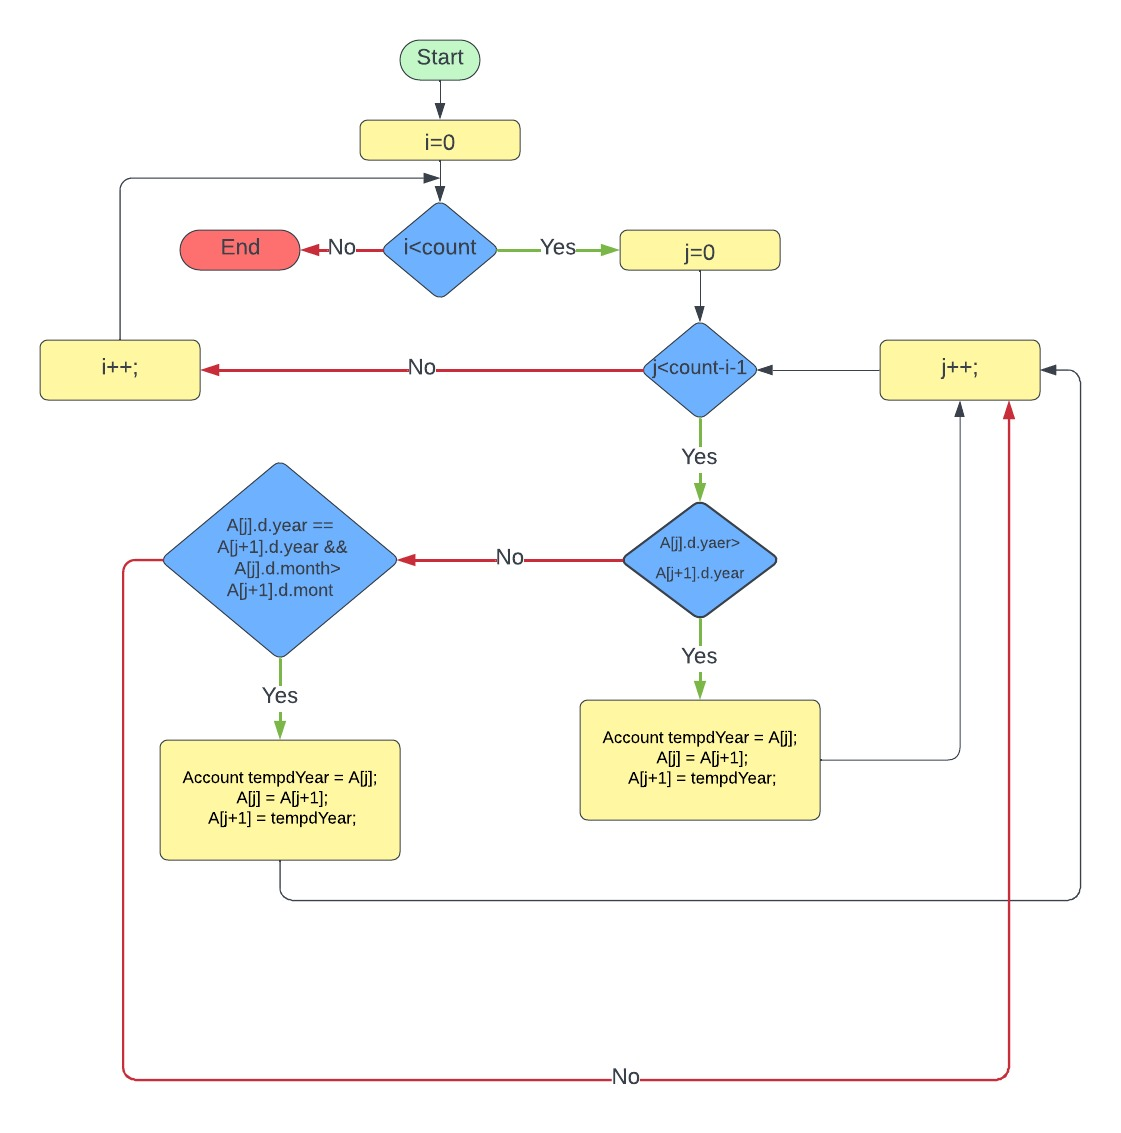 Start
i=0
i<count
No
End
Yes
j=0
j<count-i-1
No
i++;
j++;
Yes
A[j].d.yaer>
A[j+1].d.year
No
A[j].d.year ==
A[j+1].d.year &&
A[j].d.month>
A[j+1].d.mont
Yes
Account tempdYear = A[j];
A[j] = A[j+1];
A[j+1] = tempdYear;
Yes
Account tempdYear = A[j];
A[j] = A[j+1];
A[j+1] = tempdYear;
No